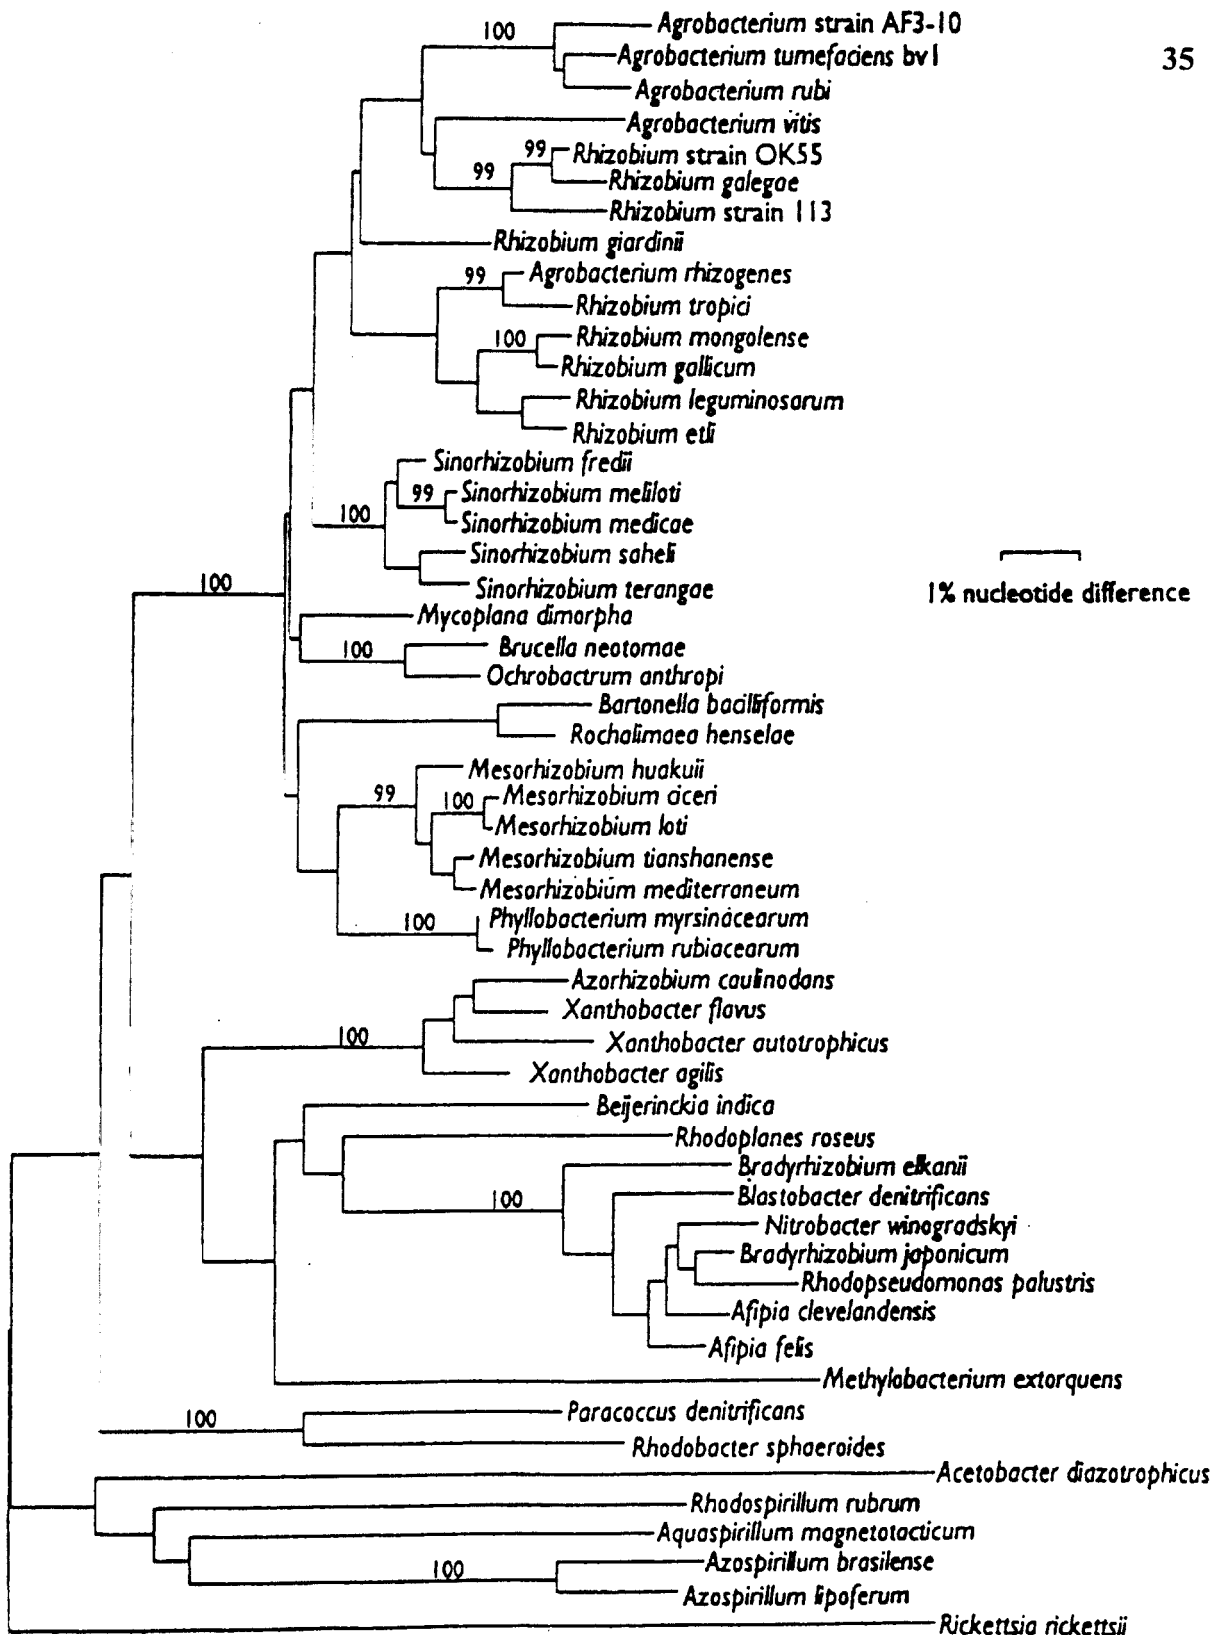 100
Agrobacterium strain AF3-10
35
Agrobacterium tumefaciens bv1
Agrobacterium rubi
Agrobacterium vitis
99
Rhizobium strain OK55
99
Rhizobium galegae
Rhizobium strain 113
Rhizobium giardinii
99
Agrobacterium rhizogenes
Rhizobium tropici
100
Rhizobium mongolense
Rhizobium gallicum
Rhizobium leguminosarum
Rhizobium etli
Sinorhizobium fredii
99
Sinorhizobium meliloti
100
Sinorhizobium medicae
Sinorhizobium saheli
100
Sinorhizobium terangae
1% nucleotide difference
Mycoplana dimorpha
100
Brucella neotomae
Ochrobactrum anthropi
Bartonella bacilliformis
Rochalimaea henselae
Mesorhizobium huakuii
99
100
Mesorhizobium ciceri
Mesorhizobium loti
Mesorhizobium tianshanense
Mesorhizobium mediterraneum
100
Phyllobacterium myrsinacearum
Phyllobacterium rubiacearum
Azorhizobium caulinodans
Xanthobacter flavus
100
Xanthobacter autotrophicus
Xanthobacter agilis
Beijerinckia indica
Rhodoplanes roseus
Bradyrhizobium elkanii
100
Blastobacter denitrificans
Nitrobacter winogradskyi
Bradyrhizobium japonicum
Rhodopseudomonas palustris
Afipia clevelandensis
Afipia felis
Methylobacterium extorquens
100
Paracoccus denitrificans
Rhodobacter sphaeroides
Acetobacter diazotrophicus
Rhodospirillum rubrum
Aquaspirillum magnetotacticum
100
Azospirillum brasilense
Azospirillum lipoferum
Rickettsia rickettsii